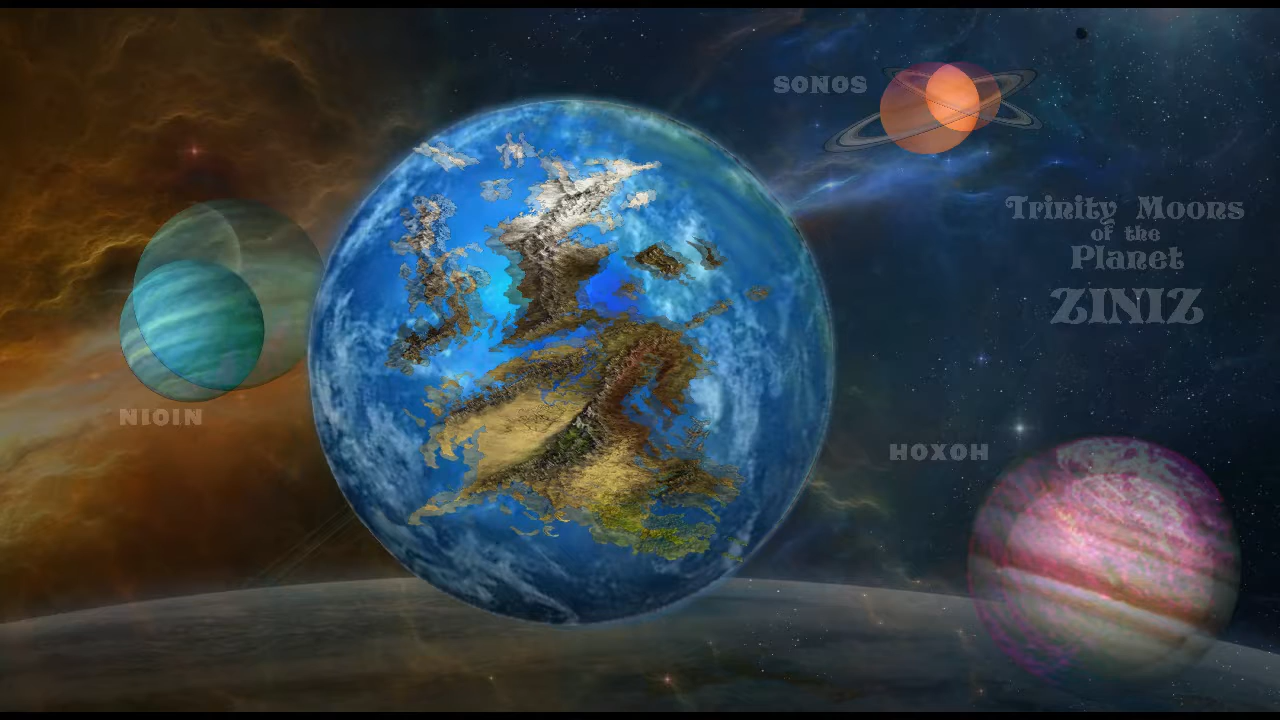 SONOS
Trinity Moons
of the
Planet
ZINIZ
NIOIN
HOXOH